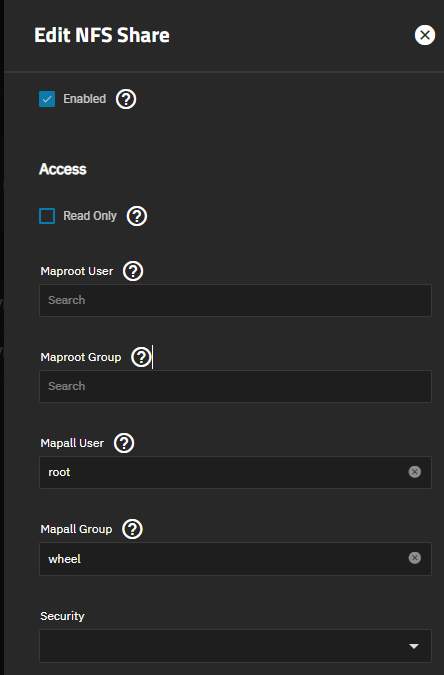 Edit NFS Share
Enabled
Access
Read Only
Maproot User
Search
Maproot Group
Search
Mapall User
root
Mapall Group
wheel
Security